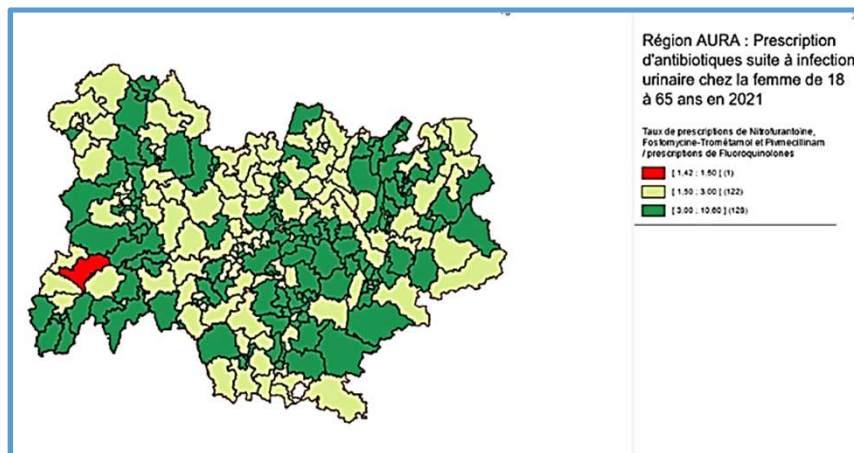 Région AURA : Prescription
d'antibiotiques suite à infection
urinaire chez la femme de 18
à 65 ans en 2021
Taux de prescriptions de Nitrofurantoïne,
Fosfomycine-Trométamol et Pivmecillinam
/ prescriptions de Fluoroquinolones
[ 1,42 ; 1,50 [ (1)
[ 1,50 ; 3,00 [ (122)
[ 3,00 ; 10,60 ] (128)